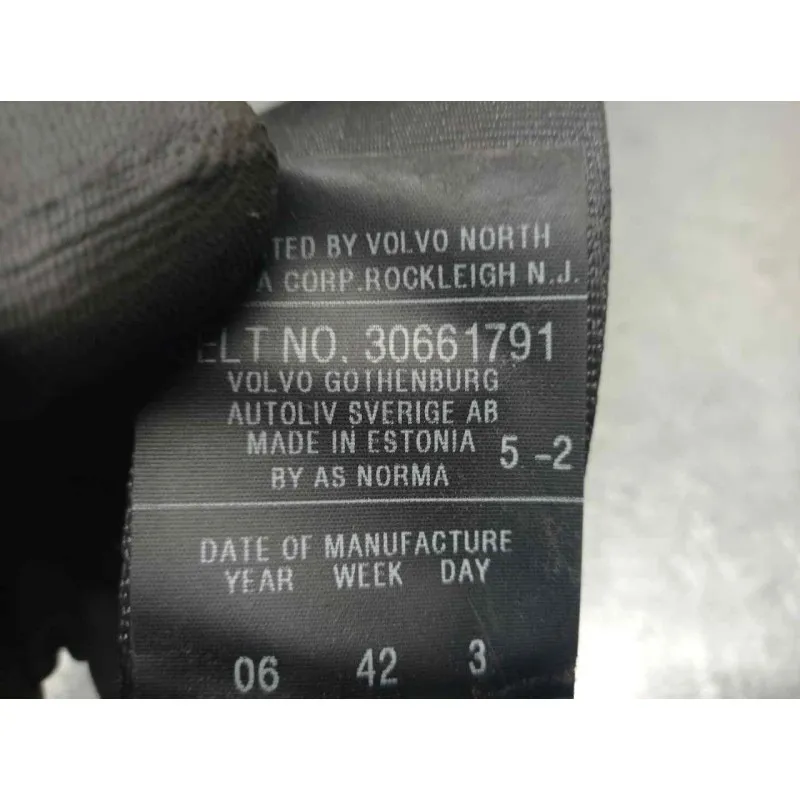 TED BY VOLVO NORTH
A CORP.ROCKLEIGH N.J.
ELT NO. 30661791
VOLVO GOTHENBURG
AUTOLIV SVERIGE AB
MADE IN ESTONIA 5 -2
BY AS NORMA
DATE OF MANUFACTURE
YEAR WEEK DAY
06 42 3